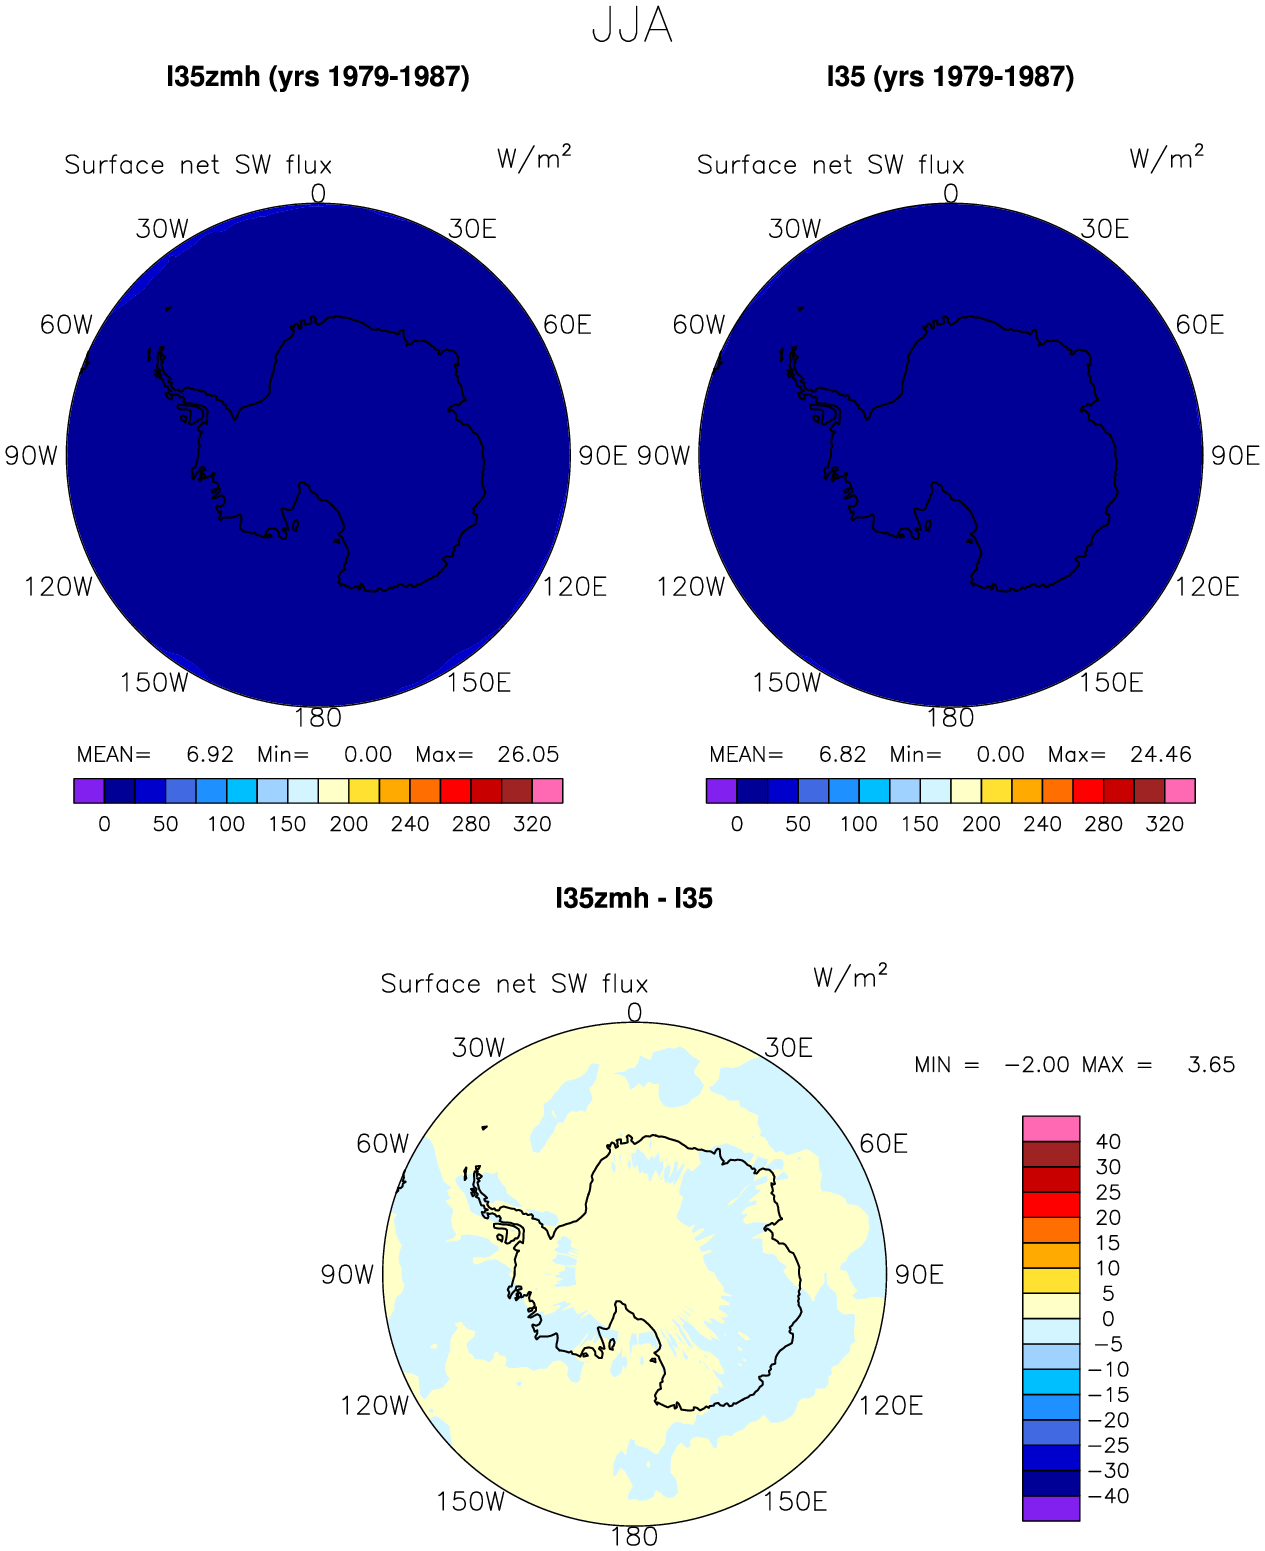 JJA
I35zmh (yrs 1979-1987)
I35 (yrs 1979-1987)
Surface net SW flux W/m²
0
30W 30E
60W 60E
90W 90E
120W 120E
150W 150E
180
MEAN= 6.92 Min= 0.00 Max= 26.05
0 50 100 150 200 240 280 320
Surface net SW flux W/m²
0
30W 30E
60W 60E
90W 90E
120W 120E
150W 150E
180
MEAN= 6.82 Min= 0.00 Max= 24.46
0 50 100 150 200 240 280 320
I35zmh - I35
Surface net SW flux W/m²
0
30W 30E
60W 60E
90W 90E
120W 120E
150W 150E
180
MIN = −2.00 MAX = 3.65
40
30
25
20
15
10
5
0
−5
−10
−15
−20
−25
−30
−40